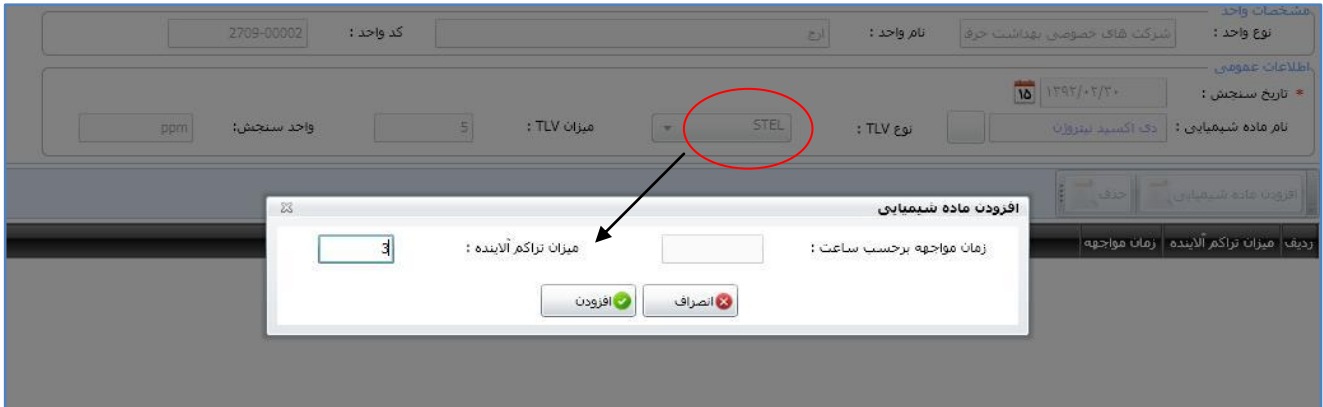 مشخصات واحد
نوع واحد : شرکت های خصوصی بهداشت حرفه نام واحد : ارج کد واحد : 2709-00002
اطلاعات عمومی
* تاریخ سنجش : ۱۳۹۲/۰۲/۳۰ ۱۵
نام ماده شیمیایی : دی اکسید نیتروژن نوع TLV : STEL میزان TLV : 5 واحد سنجش: ppm
افزودن ماده شیمیایی حذف
افزودن ماده شیمیایی
ردیف میزان تراکم آلاینده زمان مواجهه
زمان مواجهه برحسب ساعت : میزان تراکم آلاینده : 3
انصراف افزودن